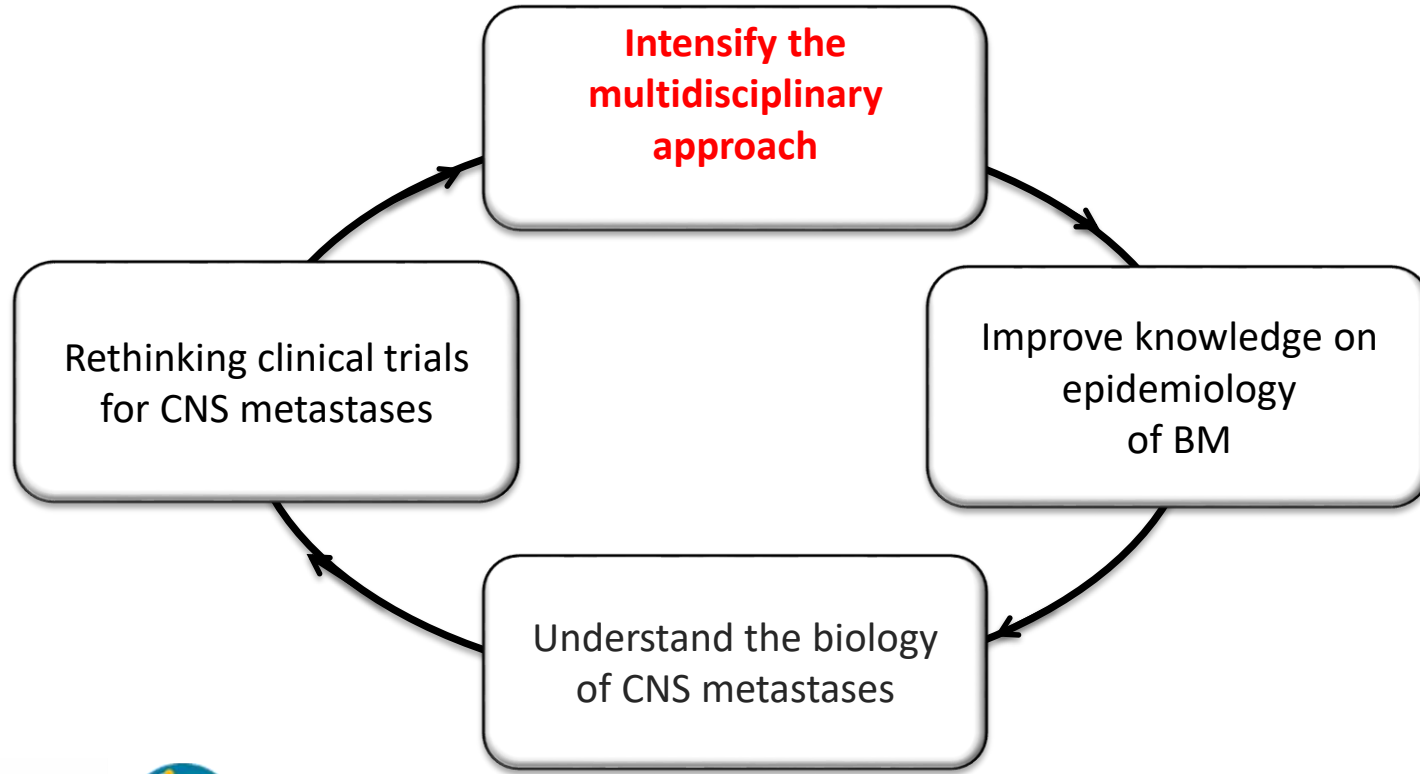 Intensify the
multidisciplinary
approach
Improve knowledge on
epidemiology
of BM
Understand the biology
of CNS metastases
Rethinking clinical trials
for CNS metastases